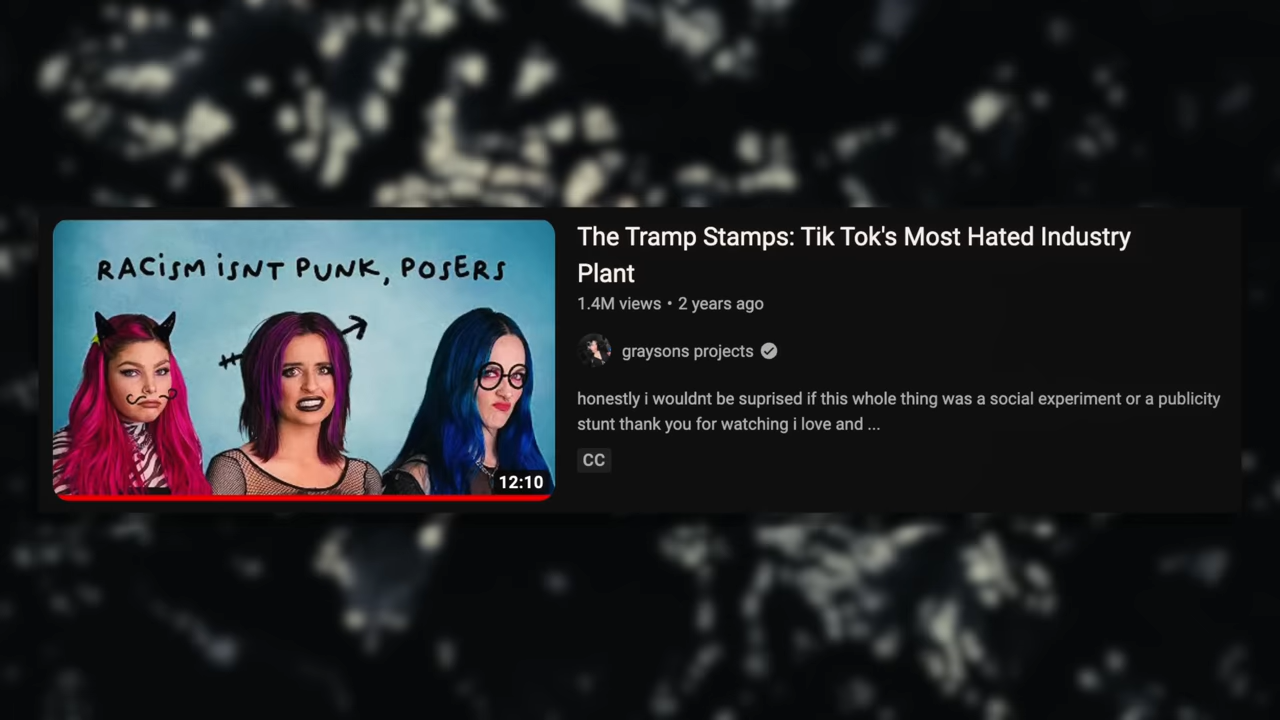 RACiSM iSNT PUNK, POSERS
12:10
The Tramp Stamps: Tik Tok's Most Hated Industry
Plant
1.4M views • 2 years ago
graysons projects
honestly i wouldnt be suprised if this whole thing was a social experiment or a publicity
stunt thank you for watching i love and ...
CC